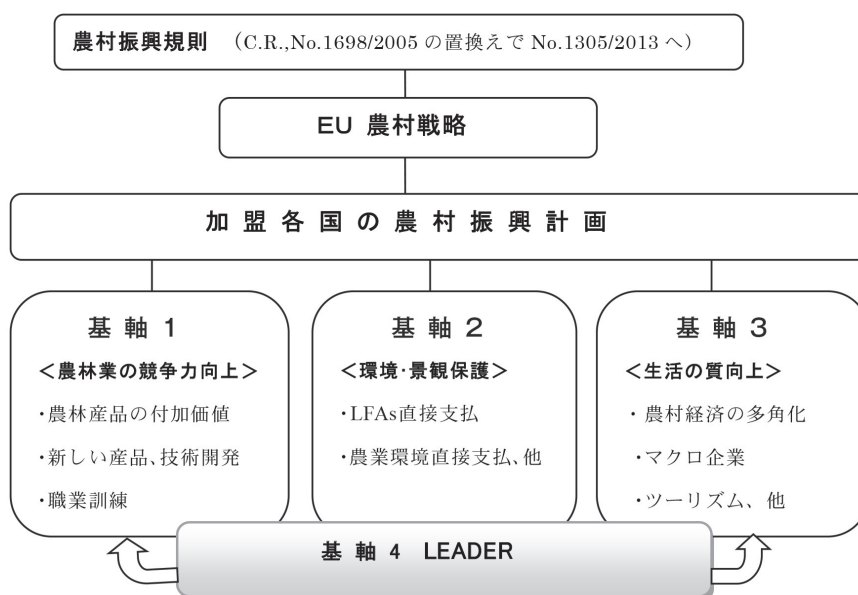 農村振興規則 （C.R.,No.1698/2005 の置換えで No.1305/2013 へ）
EU 農村戦略
加盟各国の農村振興計画
基軸1
＜農林業の競争力向上＞
・農林産品の付加価値
・新しい産品、技術開発
・職業訓練
基軸2
＜環境・景観保護＞
・LFAs直接支払
・農業環境直接支払、他
基軸3
＜生活の質向上＞
・農村経済の多角化
・マクロ企業
・ツーリズム、他
基軸4 LEADER